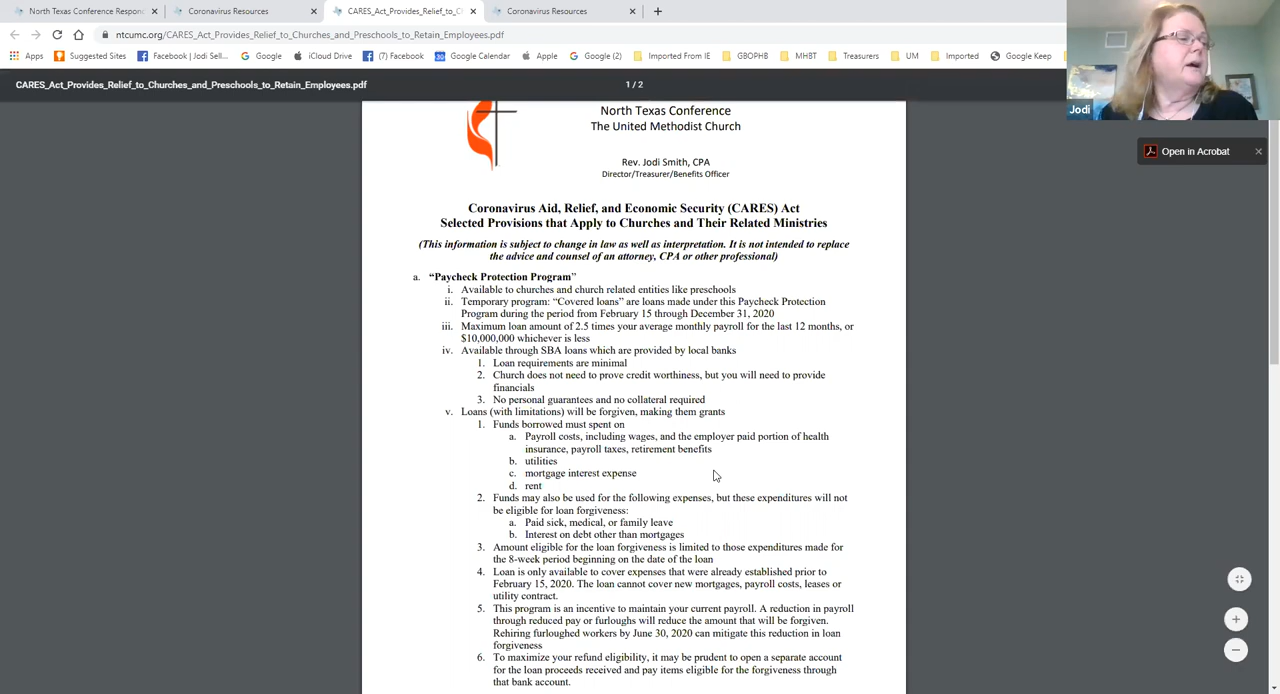 North Texas Conference Respon
Coronavirus Resources
CARES_Act_Provides_Relief_to_C
Coronavirus Resources
ntcumc.org/CARES_Act_Provides_Relief_to_Churches_and_Preschools_to_Retain_Employees.pdf
Apps
Suggested Sites
Facebook | Jodi Sell...
Google
iCloud Drive
(7) Facebook
Google Calendar
Apple
Google (2)
Imported From IE
GBOPHB
MHBT
Treasurers
UM
Imported
Google Keep
CARES_Act_Provides_Relief_to_Churches_and_Preschools_to_Retain_Employees.pdf
1 / 2
Jodi
Open in Acrobat
North Texas Conference
The United Methodist Church
Rev. Jodi Smith, CPA
Director/Treasurer/Benefits Officer
Coronavirus Aid, Relief, and Economic Security (CARES) Act
Selected Provisions that Apply to Churches and Their Related Ministries
(This information is subject to change in law as well as interpretation. It is not intended to replace
the advice and counsel of an attorney, CPA or other professional)
a. “Paycheck Protection Program”
i. Available to churches and church related entities like preschools
ii. Temporary program: “Covered loans” are loans made under this Paycheck Protection
Program during the period from February 15 through December 31, 2020
iii. Maximum loan amount of 2.5 times your average monthly payroll for the last 12 months, or
$10,000,000 whichever is less
iv. Available through SBA loans which are provided by local banks
1. Loan requirements are minimal
2. Church does not need to prove credit worthiness, but you will need to provide
financials
3. No personal guarantees and no collateral required
v. Loans (with limitations) will be forgiven, making them grants
1. Funds borrowed must spent on
a. Payroll costs, including wages, and the employer paid portion of health
insurance, payroll taxes, retirement benefits
b. utilities
c. mortgage interest expense
d. rent
2. Funds may also be used for the following expenses, but these expenditures will not
be eligible for loan forgiveness:
a. Paid sick, medical, or family leave
b. Interest on debt other than mortgages
3. Amount eligible for the loan forgiveness is limited to those expenditures made for
the 8-week period beginning on the date of the loan
4. Loan is only available to cover expenses that were already established prior to
February 15, 2020. The loan cannot cover new mortgages, payroll costs, leases or
utility contract.
5. This program is an incentive to maintain your current payroll. A reduction in payroll
through reduced pay or furloughs will reduce the amount that will be forgiven.
Rehiring furloughed workers by June 30, 2020 can mitigate this reduction in loan
forgiveness
6. To maximize your refund eligibility, it may be prudent to open a separate account
for the loan proceeds received and pay items eligible for the forgiveness through
that bank account.